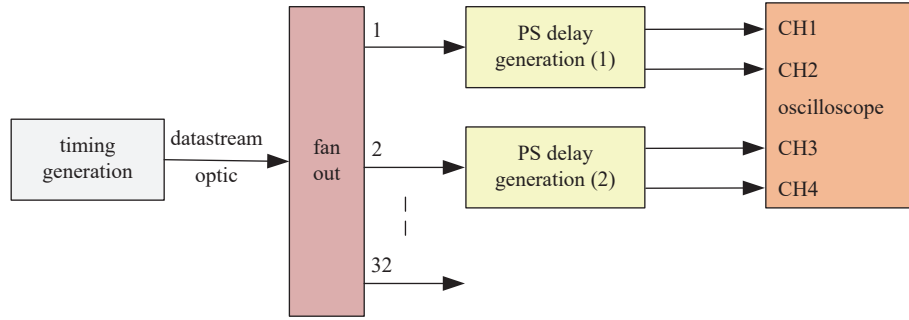 timing
generation
datastream
optic
fan
out
1
2
32
PS delay
generation (1)
PS delay
generation (2)
CH1
CH2
oscilloscope
CH3
CH4